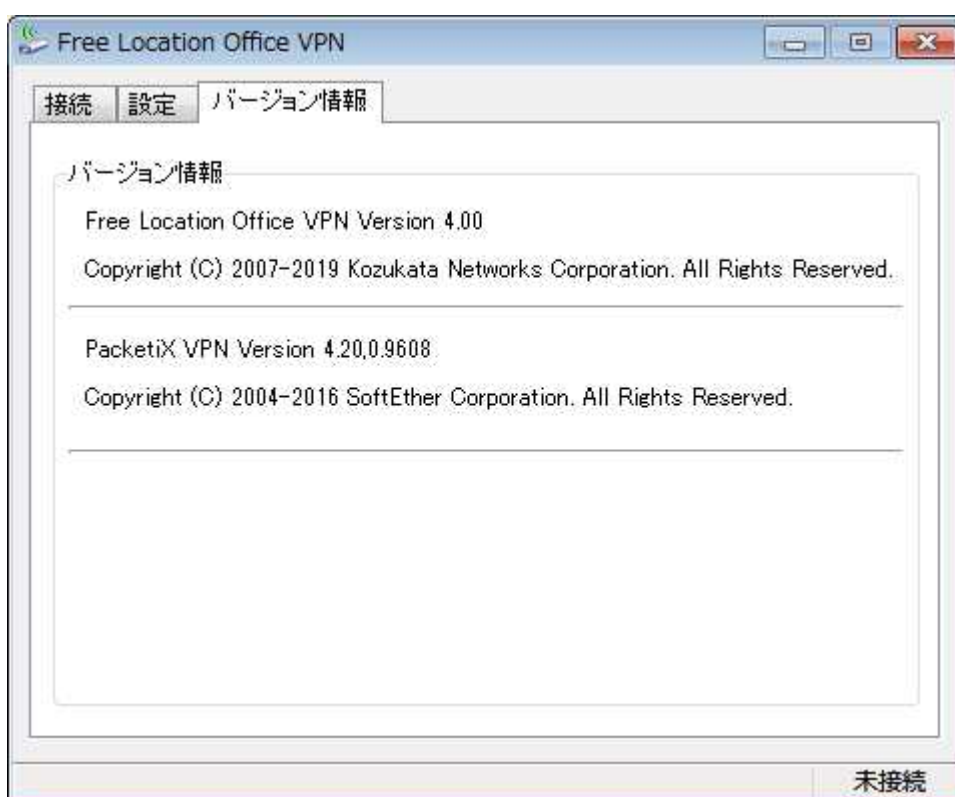 Free Location Office VPN
接続 設定 バージョン情報
バージョン情報
Free Location Office VPN Version 4.00
Copyright (C) 2007-2019 Kozukata Networks Corporation. All Rights Reserved.
PacketiX VPN Version 4.20,0.9608
Copyright (C) 2004-2016 SoftEther Corporation. All Rights Reserved.
未接続